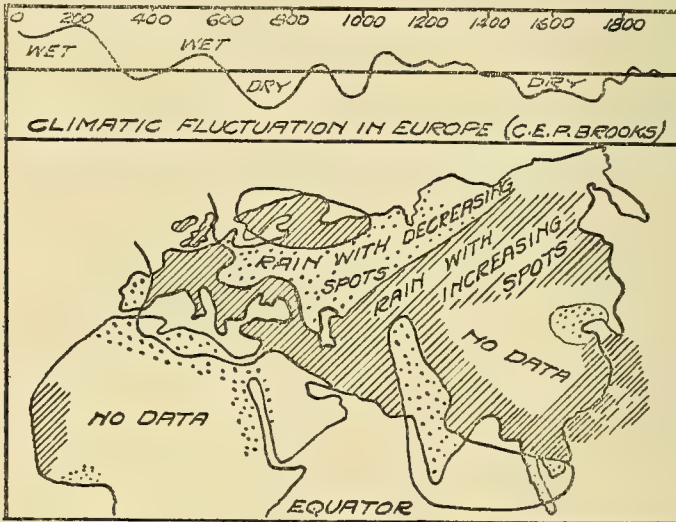 0 200 400 600 800 1000 1200 1400 1600 1800
WET
WET
DRY
DRY
CLIMATIC FLUCTUATION IN EUROPE (C.E.P. BROOKS)
RAIN WITH DECREASING
SPOTS
RAIN WITH
INCREASING
SPOTS
NO DATA
NO DATA
EQUATOR